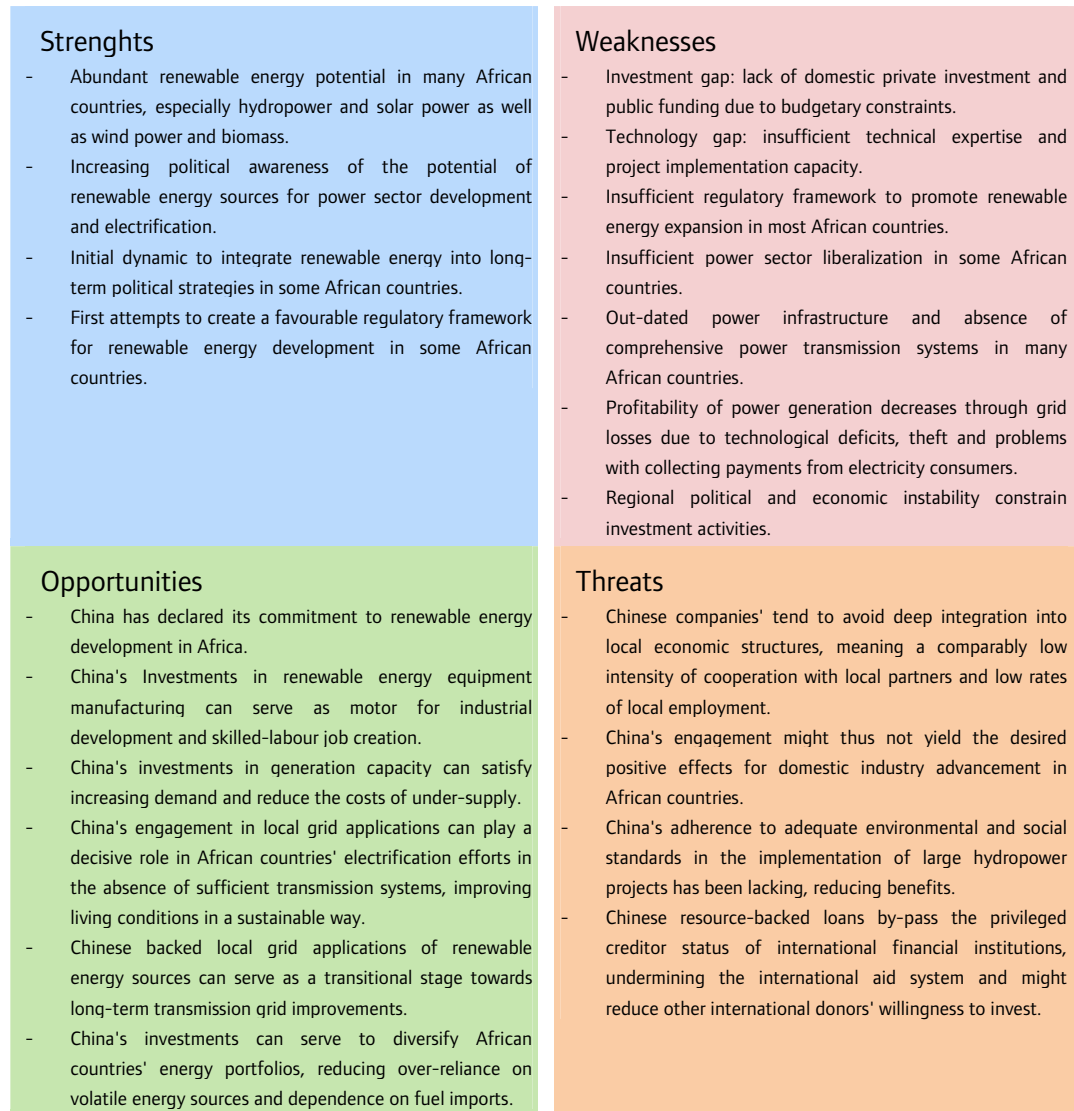 Strenghts
- Abundant renewable energy potential in many African
countries, especially hydropower and solar power as well
as wind power and biomass.
- Increasing political awareness of the potential of
renewable energy sources for power sector development
and electrification.
- Initial dynamic to integrate renewable energy into long-
term political strategies in some African countries.
- First attempts to create a favourable regulatory framework
for renewable energy development in some African
countries.
Weaknesses
- Investment gap: lack of domestic private investment and
public funding due to budgetary constraints.
- Technology gap: insufficient technical expertise and
project implementation capacity.
- Insufficient regulatory framework to promote renewable
energy expansion in most African countries.
- Insufficient power sector liberalization in some African
countries.
- Out-dated power infrastructure and absence of
comprehensive power transmission systems in many
African countries.
- Profitability of power generation decreases through grid
losses due to technological deficits, theft and problems
with collecting payments from electricity consumers.
- Regional political and economic instability constrain
investment activities.
Opportunities
- China has declared its commitment to renewable energy
development in Africa.
- China's Investments in renewable energy equipment
manufacturing can serve as motor for industrial
development and skilled-labour job creation.
- China's investments in generation capacity can satisfy
increasing demand and reduce the costs of under-supply.
- China's engagement in local grid applications can play a
decisive role in African countries' electrification efforts in
the absence of sufficient transmission systems, improving
living conditions in a sustainable way.
- Chinese backed local grid applications of renewable
energy sources can serve as a transitional stage towards
long-term transmission grid improvements.
- China's investments can serve to diversify African
countries' energy portfolios, reducing over-reliance on
volatile energy sources and dependence on fuel imports.
Threats
- Chinese companies' tend to avoid deep integration into
local economic structures, meaning a comparably low
intensity of cooperation with local partners and low rates
of local employment.
- China's engagement might thus not yield the desired
positive effects for domestic industry advancement in
African countries.
- China's adherence to adequate environmental and social
standards in the implementation of large hydropower
projects has been lacking, reducing benefits.
- Chinese resource-backed loans by-pass the privileged
creditor status of international financial institutions,
undermining the international aid system and might
reduce other international donors' willingness to invest.